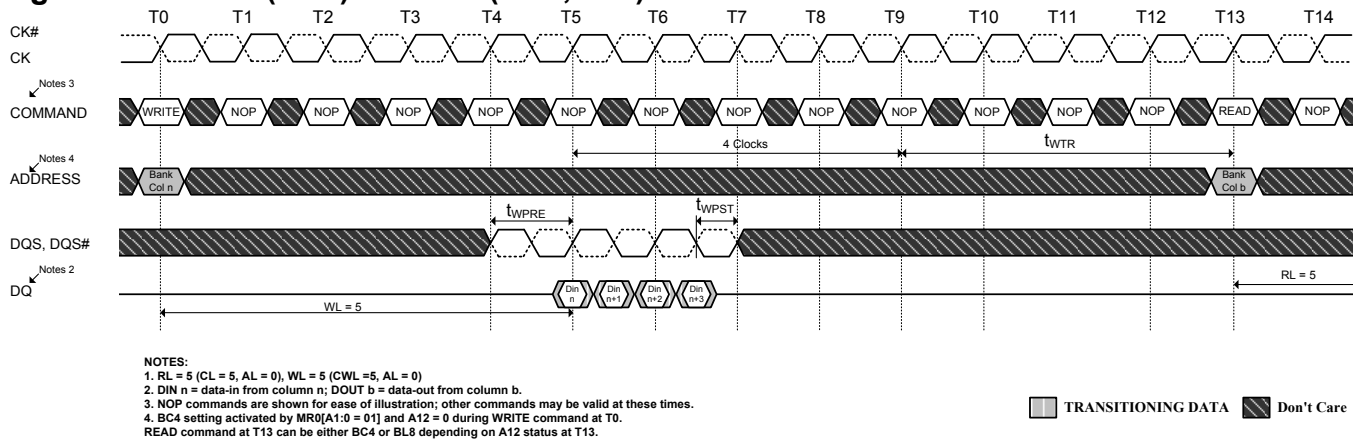 T0 T1 T2 T3 T4 T5 T6 T7 T8 T9 T10 T11 T12 T13 T14
CK#
CK
Notes 3
COMMAND
WRITE NOP NOP NOP NOP NOP NOP NOP NOP NOP NOP NOP NOP READ NOP
4 Clocks tWTR
Notes 4
ADDRESS
Bank Col n
Bank Col b
tWPRE tWPST
DQS, DQS#
Notes 2
DQ
Din n Din n+1 Din n+2 Din n+3
RL = 5
WL = 5
NOTES:
1. RL = 5 (CL = 5, AL = 0), WL = 5 (CWL =5, AL = 0)
2. DIN n = data-in from column n; DOUT b = data-out from column b.
3. NOP commands are shown for ease of illustration; other commands may be valid at these times.
4. BC4 setting activated by MR0[A1:0 = 01] and A12 = 0 during WRITE command at T0.
READ command at T13 can be either BC4 or BL8 depending on A12 status at T13.
TRANSITIONING DATA Don't Care